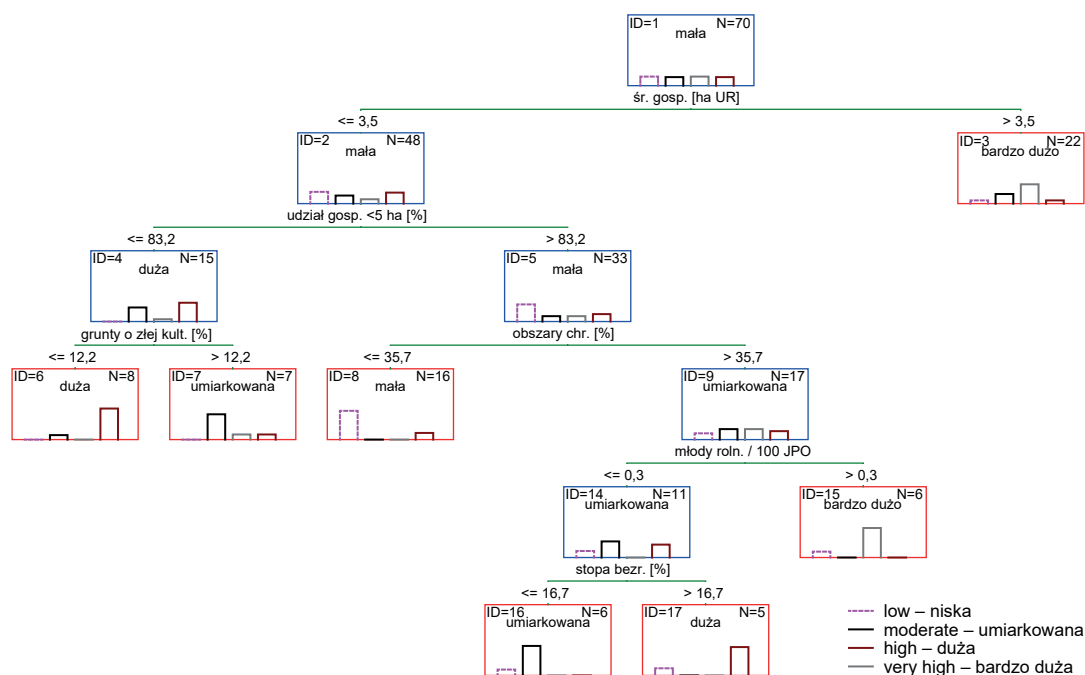 ID=1 N=70
mała
śr. gosp. [ha UR]
<= 3,5 > 3,5
ID=2 N=48
mała
ID=3 N=22
bardzo dużo
udział gosp. <5 ha [%]
<= 83,2 > 83,2
ID=4 N=15
duża
ID=5 N=33
mała
grunty o złej kult. [%]
obszary chr. [%]
<= 12,2 > 12,2 <= 35,7 > 35,7
ID=6 N=8
duża
ID=7 N=7
umiarkowana
ID=8 N=16
mała
ID=9 N=17
umiarkowana
młody roln. / 100 JPO
<= 0,3 > 0,3
ID=14 N=11
umiarkowana
ID=15 N=6
bardzo dużo
stopa bezr. [%]
<= 16,7 > 16,7
ID=16 N=6
umiarkowana
ID=17 N=5
duża
low – niska
moderate – umiarkowana
high – duża
very high – bardzo duża